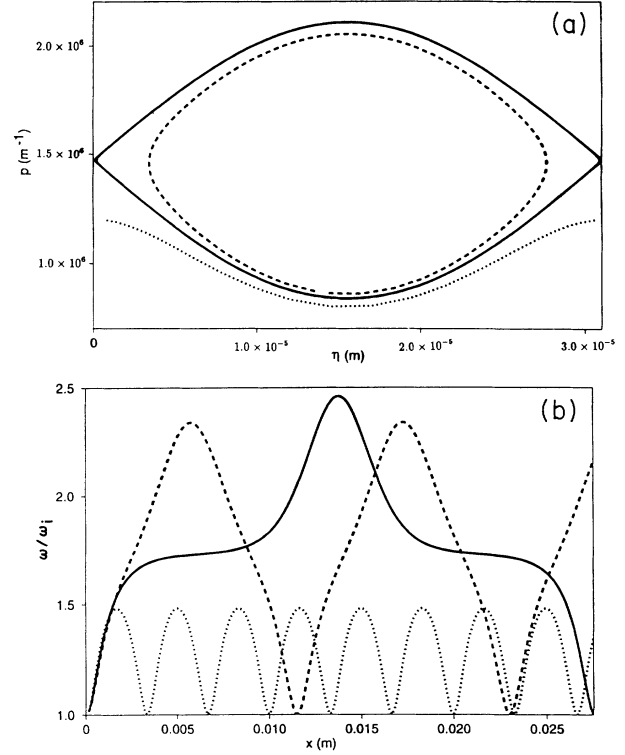 (a)
2.0 × 10⁶
1.5 × 10⁶
1.0 × 10⁶
p (m⁻¹)
0
1.0 × 10⁻⁵
2.0 × 10⁻⁵
3.0 × 10⁻⁵
η (m)
(b)
2.5
2.0
1.5
1.0
ω/ωᵢ
0
0.005
0.010
0.015
0.020
0.025
x (m)